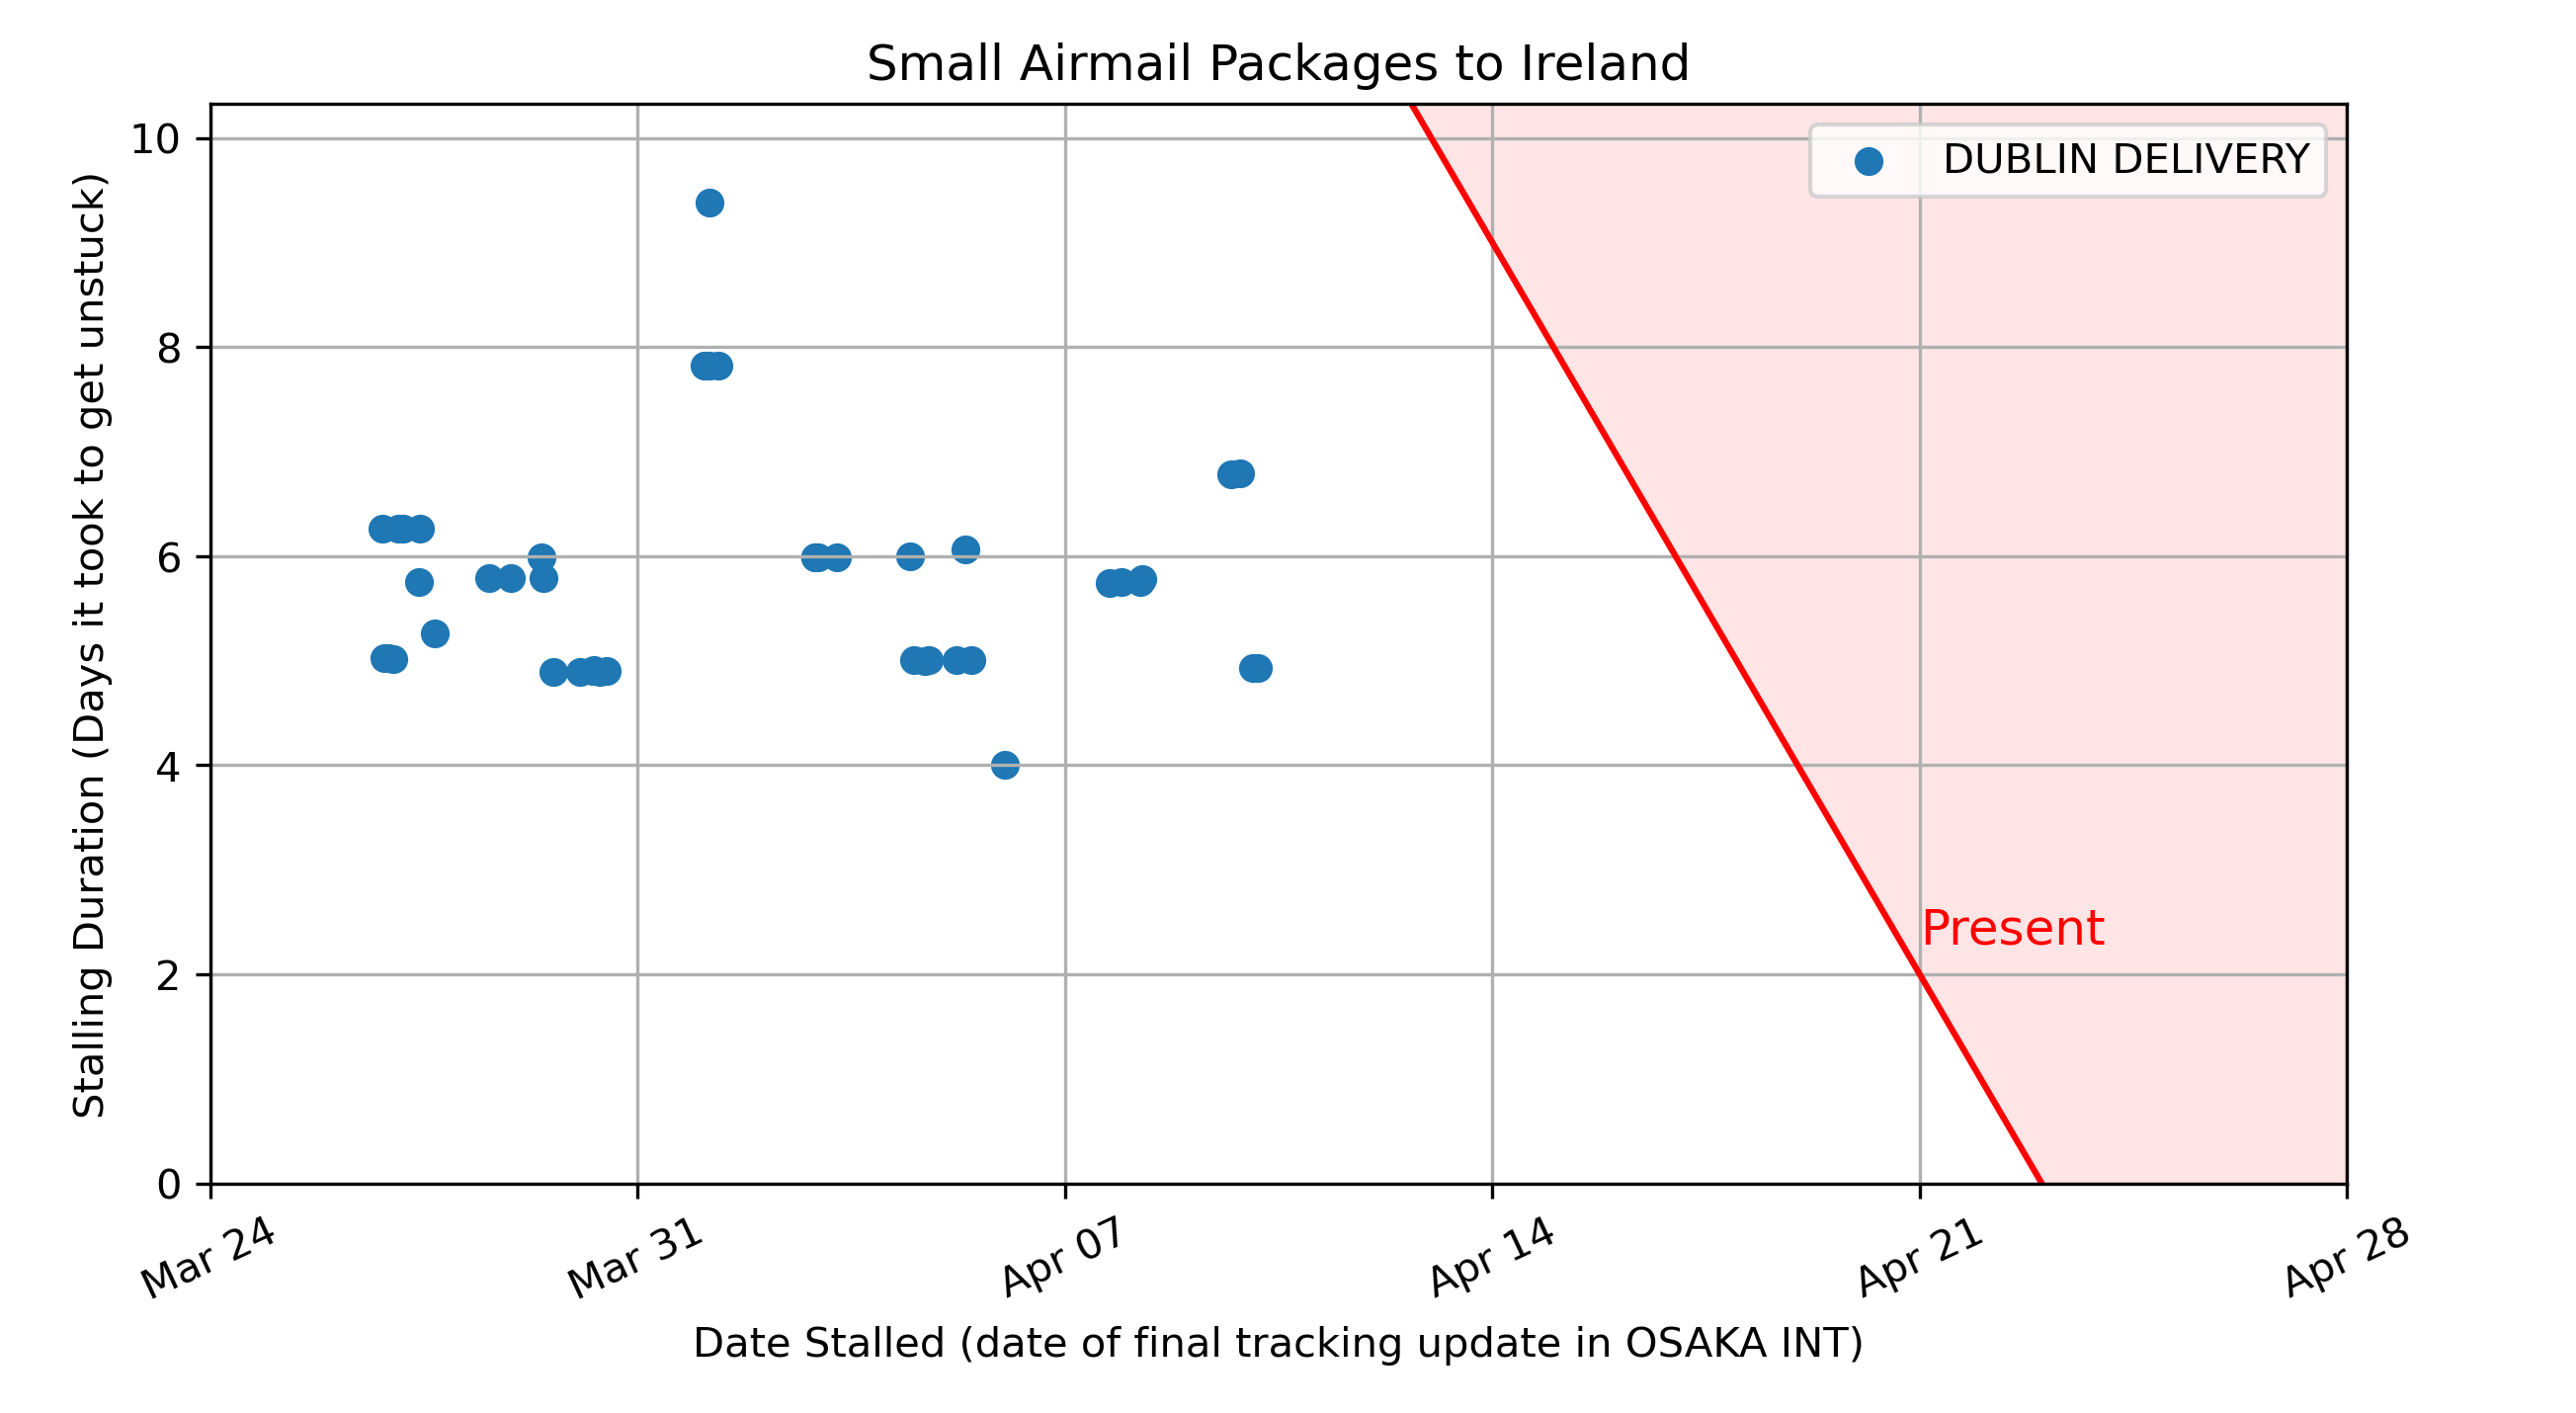 Small Airmail Packages to Ireland
DUBLIN DELIVERY
10
8
6
4
2
0
Stalling Duration (Days it took to get unstuck)
Present
Mar 24
Mar 31
Apr 07
Apr 14
Apr 21
Apr 28
Date Stalled (date of final tracking update in OSAKA INT)